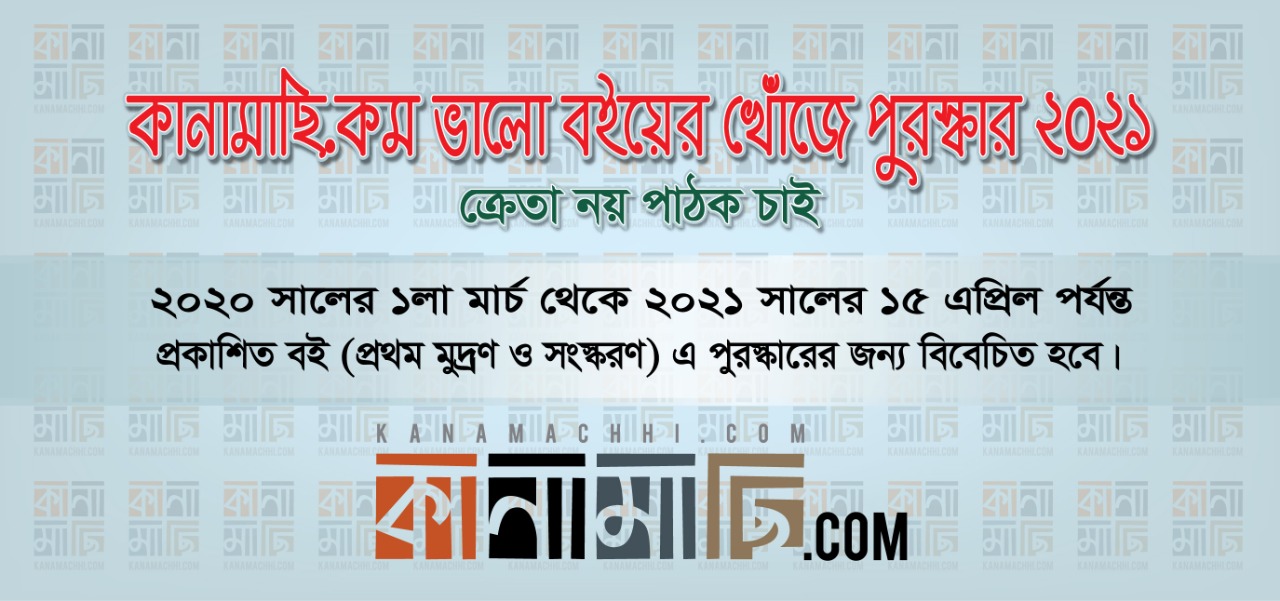 কানামাছি.কম ভালো বইয়ের খোঁজে পুরস্কার ২০২১
ক্রেতা নয় পাঠক চাই
২০২০ সালের ১লা মার্চ থেকে ২০২১ সালের ১৫ এপ্রিল পর্যন্ত
প্রকাশিত বই (প্রথম মুদ্রণ ও সংস্করণ) এ পুরস্কারের জন্য বিবেচিত হবে।
KANAMACHHI.COM
কানামাছি.COM